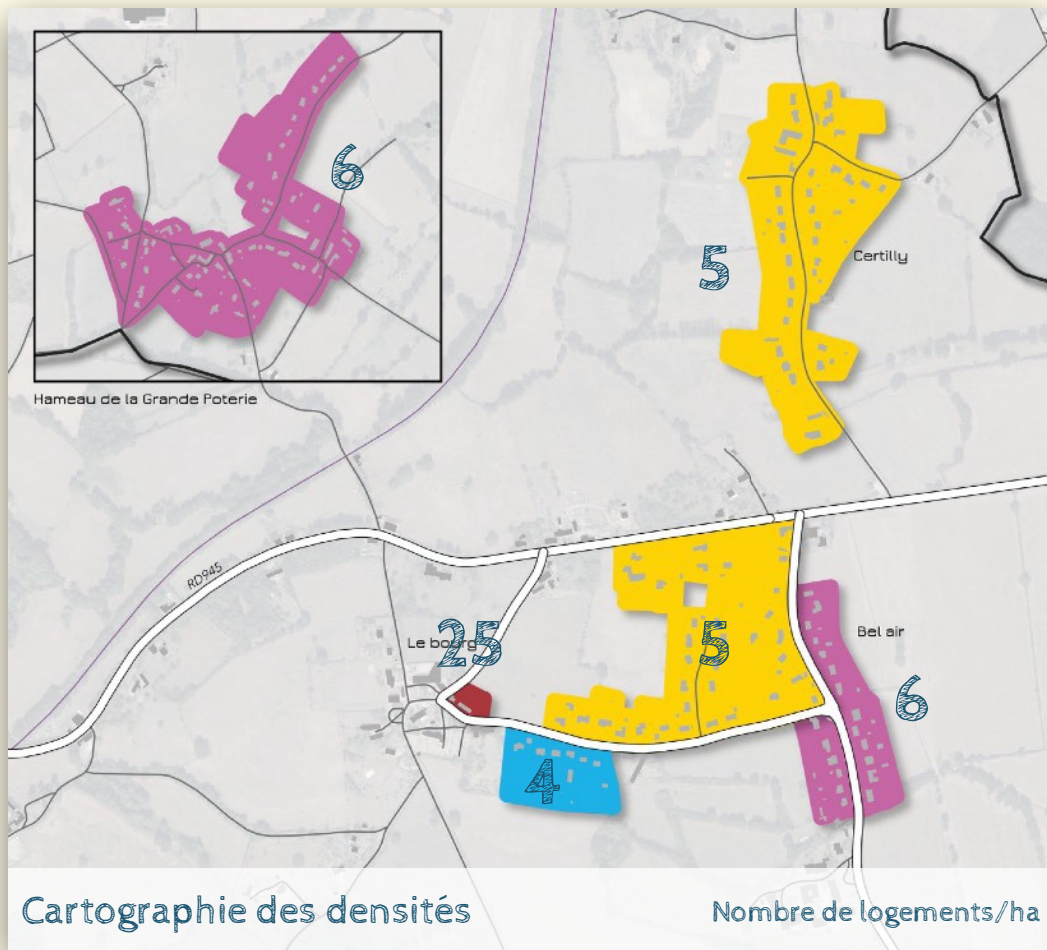 6
5
Certilly
Hameau de la Grande Poterie
RD945
Le bourg
25
5
Bel air
6
4
Cartographie des densités
Nombre de logements/ha